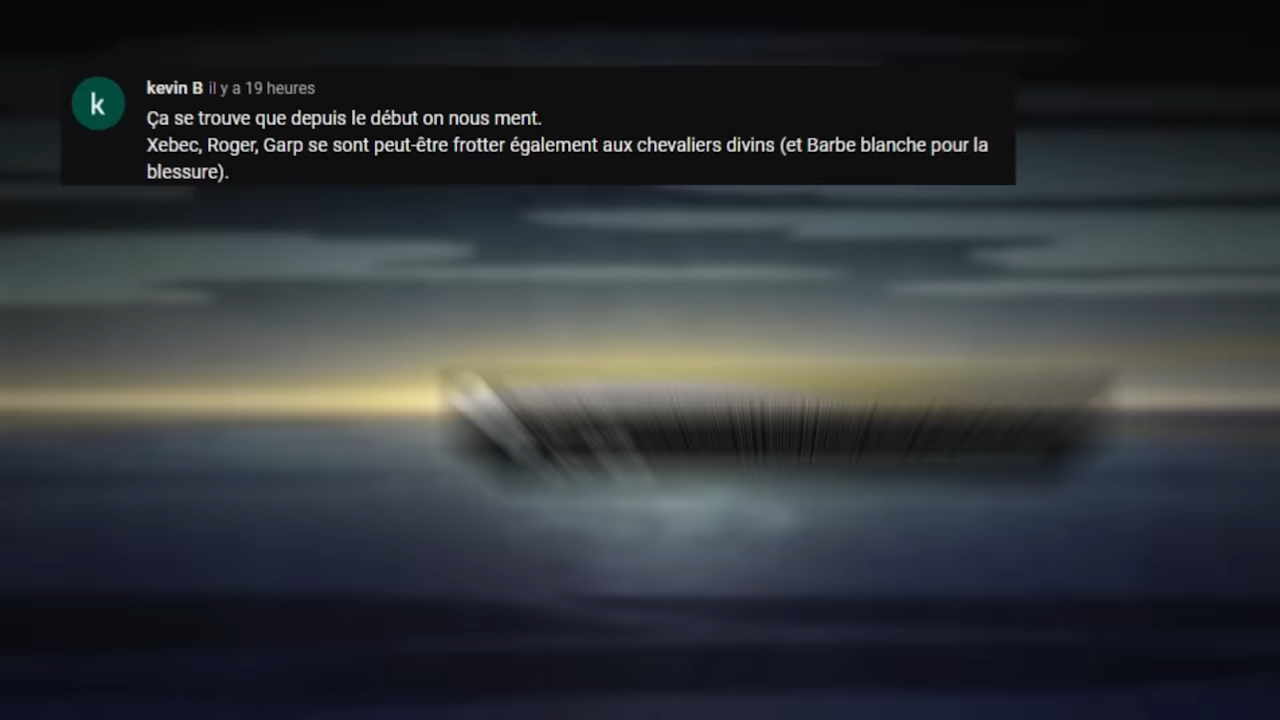 k
kevin B il y a 19 heures
Ça se trouve que depuis le début on nous ment.
Xebec, Roger, Garp se sont peut-être frotter également aux chevaliers divins (et Barbe blanche pour la
blessure).